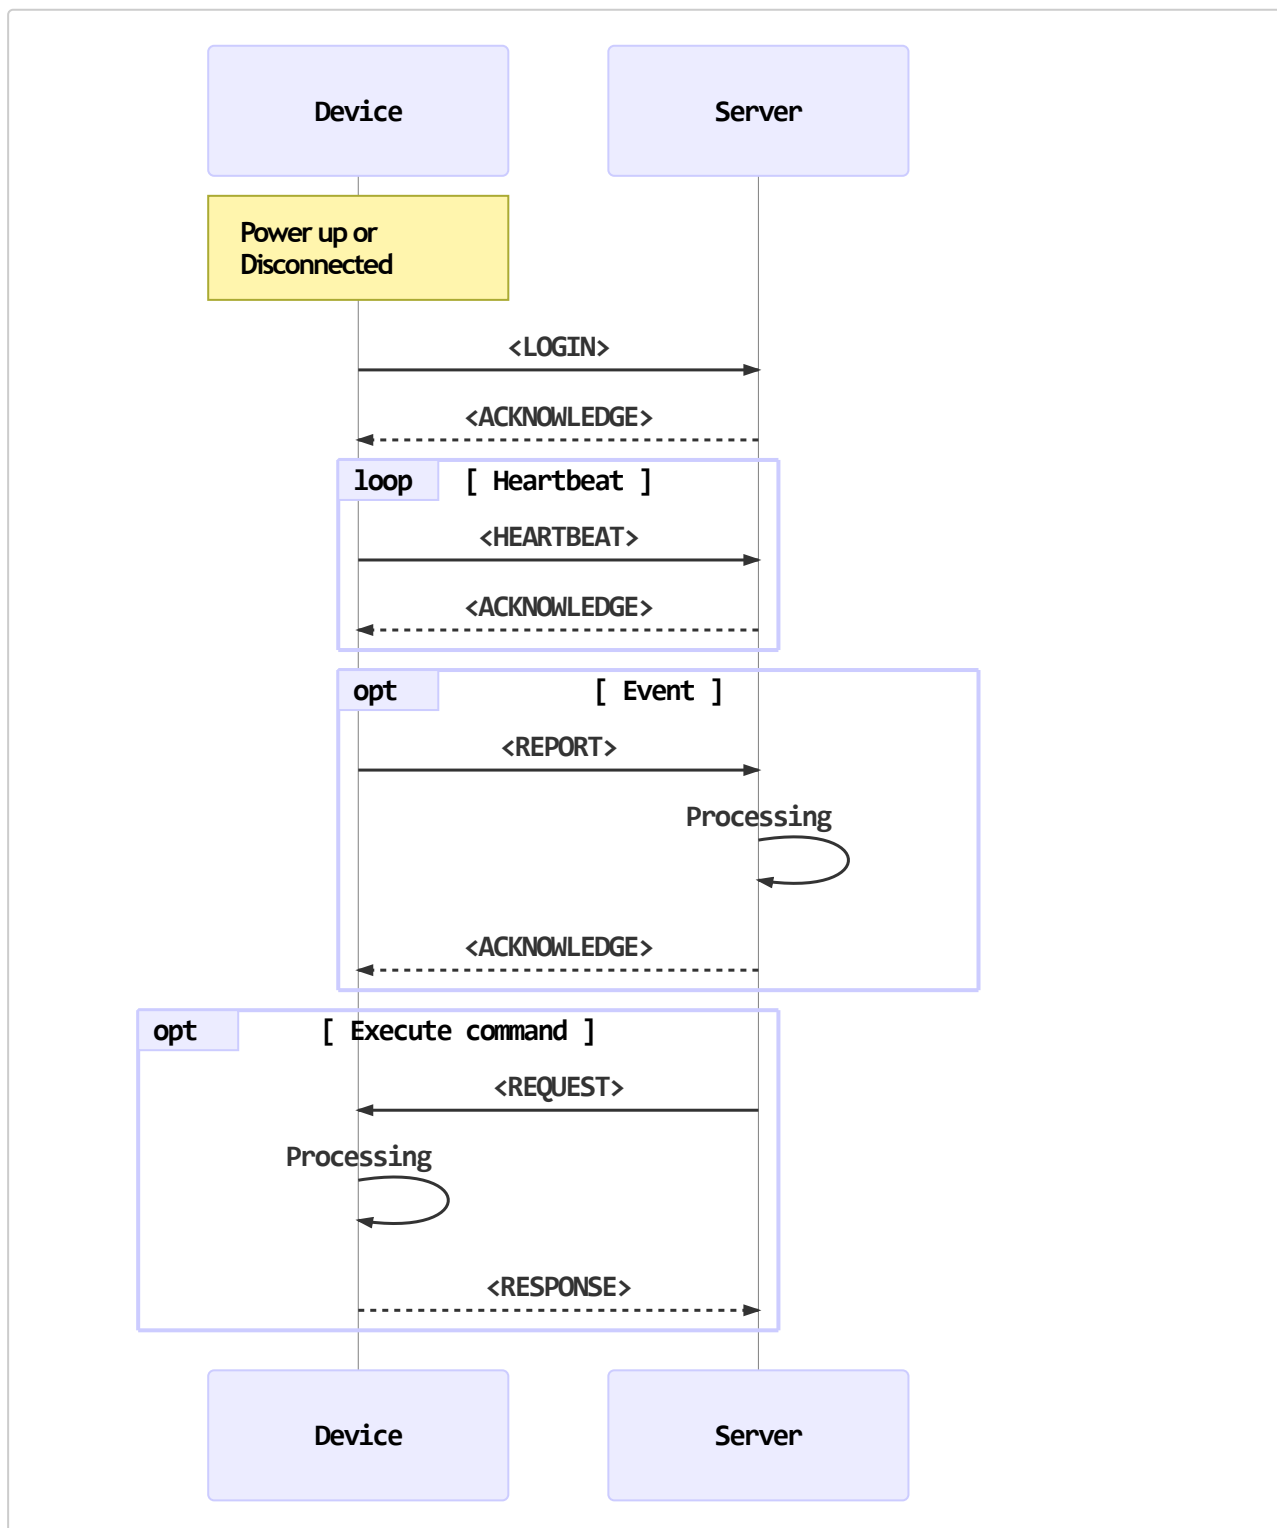 Device
Server
Power up or
Disconnected
<LOGIN>
<ACKNOWLEDGE>
loop [ Heartbeat ]
<HEARTBEAT>
<ACKNOWLEDGE>
opt [ Event ]
<REPORT>
Processing
<ACKNOWLEDGE>
opt [ Execute command ]
<REQUEST>
Processing
<RESPONSE>
Device
Server